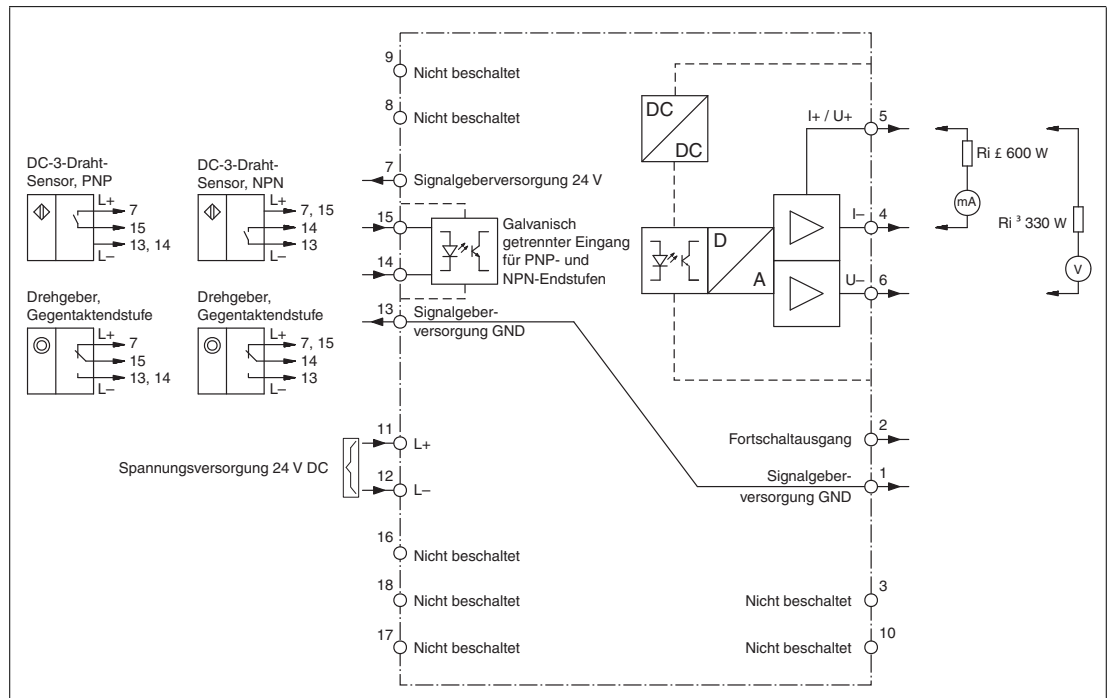 9
Nicht beschaltet
8
Nicht beschaltet
7
Signalgeberversorgung 24 V
15
14
Galvanisch
getrennter Eingang
für PNP- und
NPN-Endstufen
13
Signalgeber-
versorgung GND
DC-3-Draht-
Sensor, PNP
L+
7
15
13, 14
L–
DC-3-Draht-
Sensor, NPN
L+
7, 15
14
13
L–
Drehgeber,
Gegentaktendstufe
L+
7
15
13, 14
L–
Drehgeber,
Gegentaktendstufe
L+
7, 15
14
13
L–
11
L+
Spannungsversorgung 24 V DC
12
L–
16
Nicht beschaltet
18
Nicht beschaltet
17
Nicht beschaltet
DC
DC
D
A
I+ / U+
5
I–
4
U–
6
Ri £ 600 W
mA
Ri ³ 330 W
V
Fortschaltausgang
2
Signalgeber-
versorgung GND
1
Nicht beschaltet
3
Nicht beschaltet
10